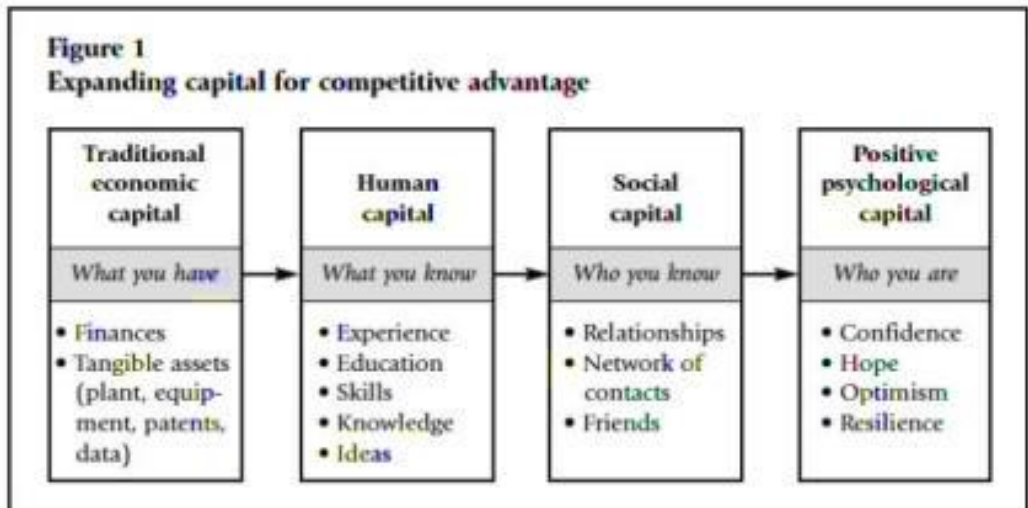 Figure 1
Expanding capital for competitive advantage
Traditional
economic
capital
What you have
• Finances
• Tangible assets
(plant, equip-
ment, patents,
data)
Human
capital
What you know
• Experience
• Education
• Skills
• Knowledge
• Ideas
Social
capital
Who you know
• Relationships
• Network of
contacts
• Friends
Positive
psychological
capital
Who you are
• Confidence
• Hope
• Optimism
• Resilience